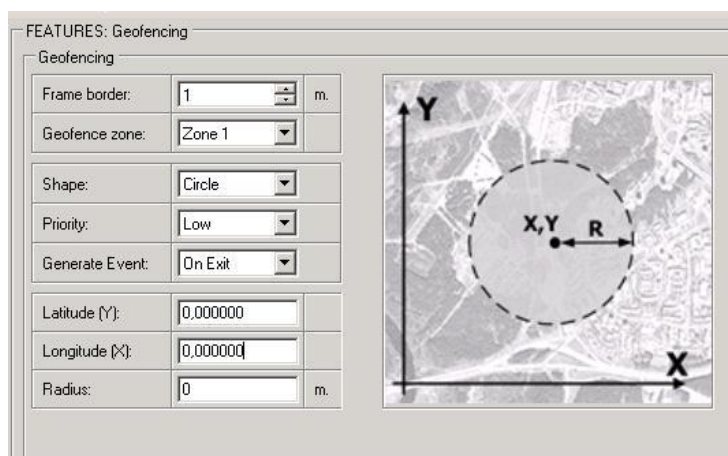 FEATURES: Geofencing
Geofencing
Frame border: 1 m.
Geofence zone: Zone 1
Shape: Circle
Priority: Low
Generate Event: On Exit
Latitude (Y): 0,000000
Longitude (X): 0,000000
Radius: 0 m.
Y
X,Y R
X